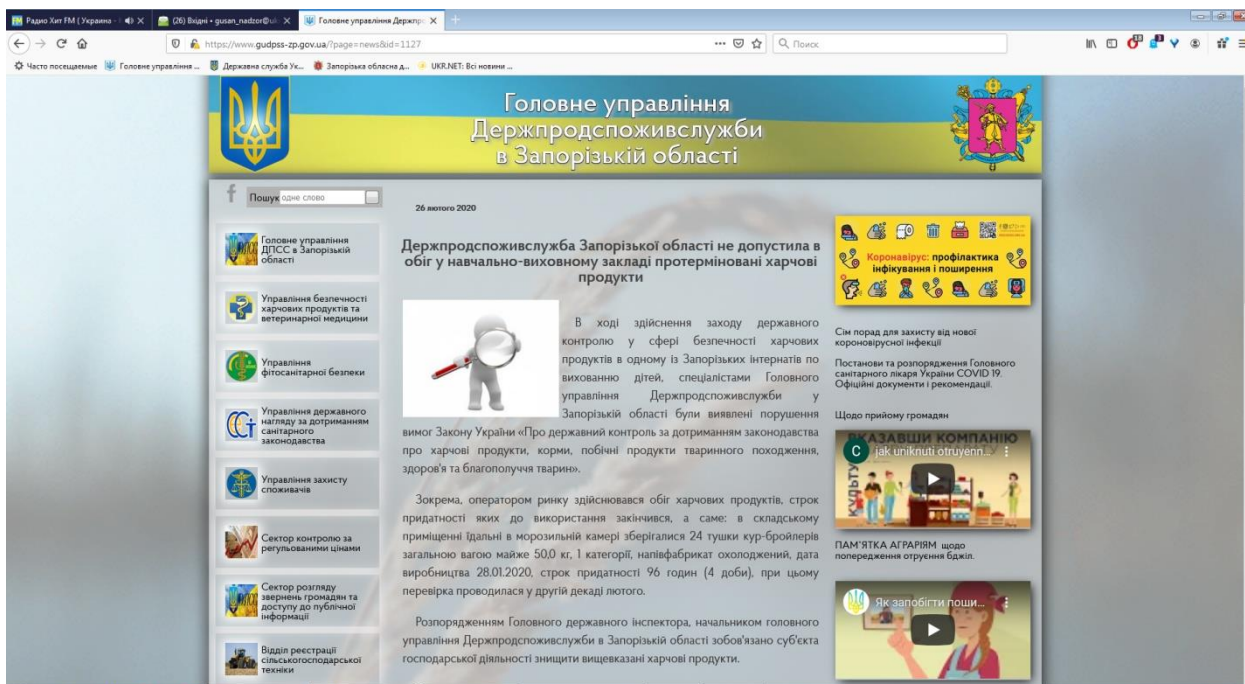 Радио Хит FM ( Украина -
(26) Вхідні • gusan_nadzor@uk
Головне управління Держпро
https://www.gudpss-zp.gov.ua/?page=news&id=1127
Поиск
Часто посещаемые
Головне управління ...
Державна служба Ук...
Запорізька обласна д...
UKR.NET: Всі новини ...
Головне управління
Держпродспоживслужби
в Запорізькій області
Пошук одне слово
Головне управління
ДПСС в Запорізькій
області
Управління безпечності
харчових продуктів та
ветеринарної медицини
Управління
фітосанітарної безпеки
Управління державного
нагляду за дотриманням
санітарного
законодавства
Управління захисту
споживачів
Сектор контролю за
регульованими цінами
Сектор розгляду
звернень громадян та
доступу до публічної
інформації
Відділ реєстрації
сільськогосподарської
техніки
26 лютого 2020
Держпродспоживслужба Запорізької області не допустила в
обіг у навчально-виховному закладі протерміновані харчові
продукти
В ході здійснення заходу державного
контролю у сфері безпечності харчових
продуктів в одному із Запорізьких інтернатів по
вихованню дітей, спеціалістами Головного
управління Держпродспоживслужби у
Запорізькій області були виявлені порушення
вимог Закону України «Про державний контроль за дотриманням законодавства
про харчові продукти, корми, побічні продукти тваринного походження,
здоров'я та благополуччя тварин».
Зокрема, оператором ринку здійснювався обіг харчових продуктів, строк
придатності яких до використання закінчився, а саме: в складському
приміщенні їдальні в морозильній камері зберігалися 24 тушки кур-бройлерів
загальною вагою майже 50,0 кг, 1 категорії, напівфабрикат охолоджений, дата
виробництва 28.01.2020, строк придатності 96 годин (4 доби), при цьому
перевірка проводилася у другій декаді лютого.
Розпорядженням Головного державного інспектора, начальником головного
управління Держпродспоживслужби в Запорізькій області зобов'язано суб'єкта
господарської діяльності знищити вищевказані харчові продукти.
Коронавірус: профілактика
інфікування і поширення
Сім порад для захисту від нової
короновірусної інфекції
Постанови та розпорядження Головного
санітарного лікаря України COVID 19.
Офіційні документи і рекомендації.
Щодо прийому громадян
ВКАЗАВШИ КОМПАНІЮ
C jak uniknuti otruyenn...
КУЛЬТУ
ПАМ'ЯТКА АГРАРІЯМ щодо
попередження отруєння бджіл.
Як запобігти поши...